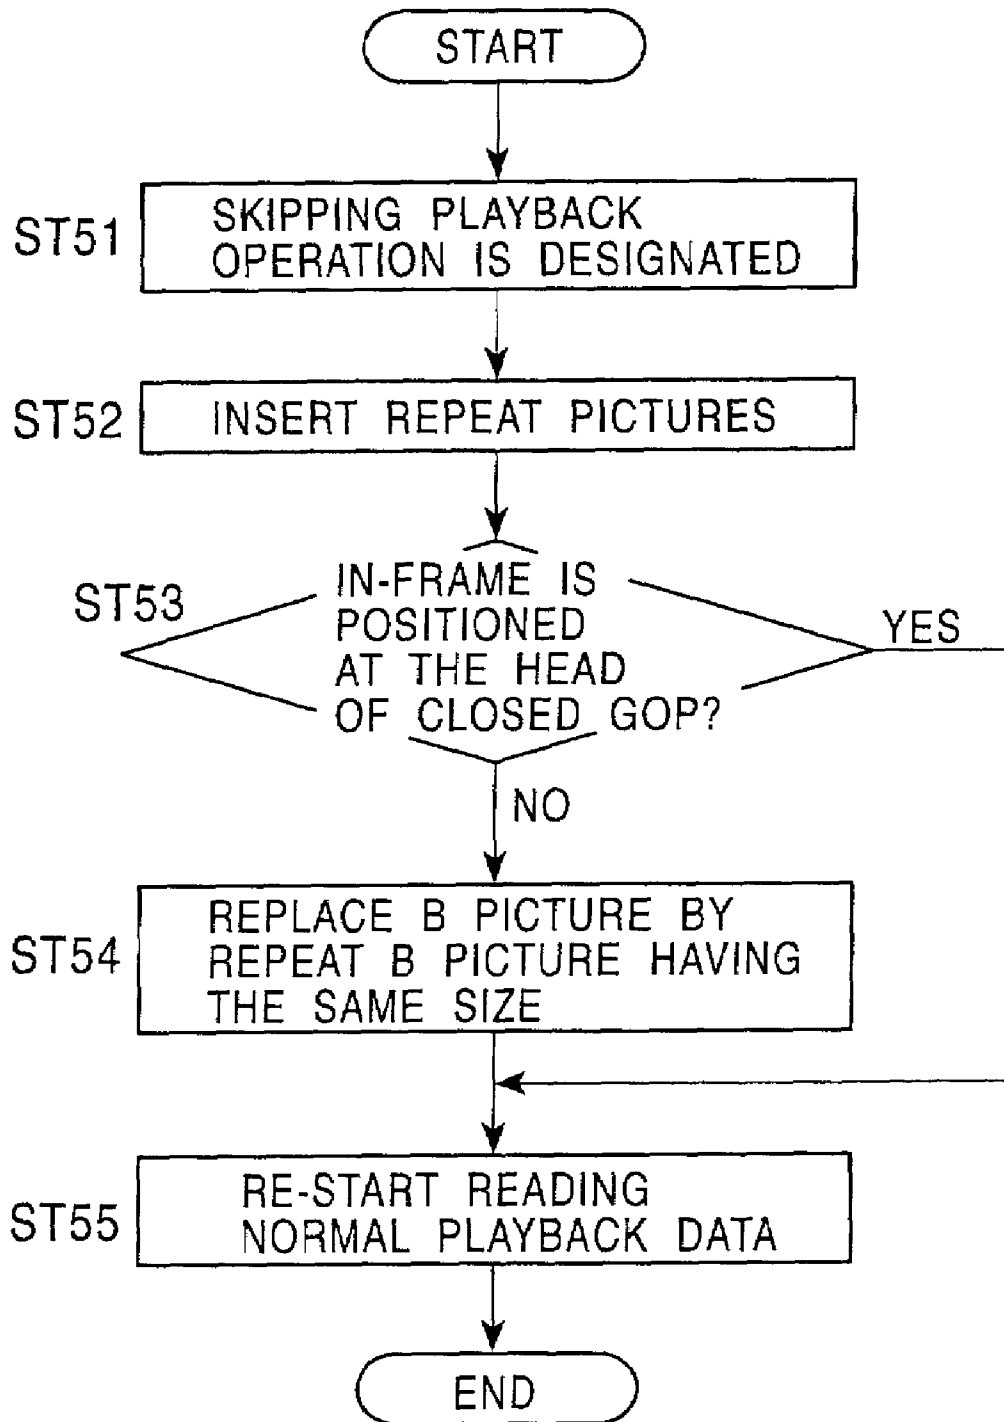 START
ST51
SKIPPING PLAYBACK
OPERATION IS DESIGNATED
ST52
INSERT REPEAT PICTURES
ST53
IN-FRAME IS
POSITIONED
AT THE HEAD
OF CLOSED GOP?
YES
NO
ST54
REPLACE B PICTURE BY
REPEAT B PICTURE HAVING
THE SAME SIZE
ST55
RE-START READING
NORMAL PLAYBACK DATA
END